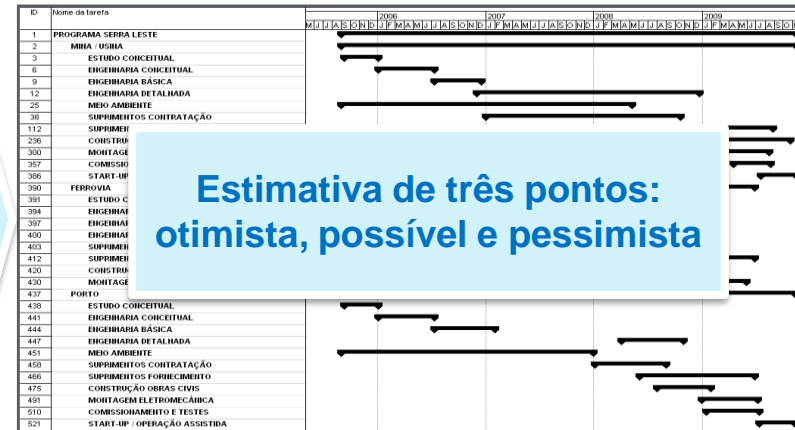 ID Nome da tarefa
2006 2007 2008 2009
M J J A S O N D J F M A M J J A S O N D J F M A M J J A S O N D J F M A M J J A S O N D J F M A M J J A S O
1 PROGRAMA SERRA LESTE
2 MINA / USINA
3 ESTUDO CONCEITUAL
6 ENGENHARIA CONCEITUAL
9 ENGENHARIA BÁSICA
12 ENGENHARIA DETALHADA
25 MEIO AMBIENTE
38 SUPRIMENTOS CONTRATAÇÃO
112
236
300
357
386
390 FERROVIA
391
394
397
400
403
412
420
430
437 PORTO
Estimativa de três pontos:
otimista, possível e pessimista
438 ESTUDO CONCEITUAL
441 ENGENHARIA CONCEITUAL
444 ENGENHARIA BÁSICA
447 ENGENHARIA DETALHADA
451 MEIO AMBIENTE
458 SUPRIMENTOS CONTRATAÇÃO
466 SUPRIMENTOS FORNECIMENTO
475 CONSTRUÇÃO OBRAS CIVIS
491 MONTAGEM ELETROMECÂNICA
510 COMISSIONAMENTO E TESTES
521 START-UP / OPERAÇÃO ASSISTIDA